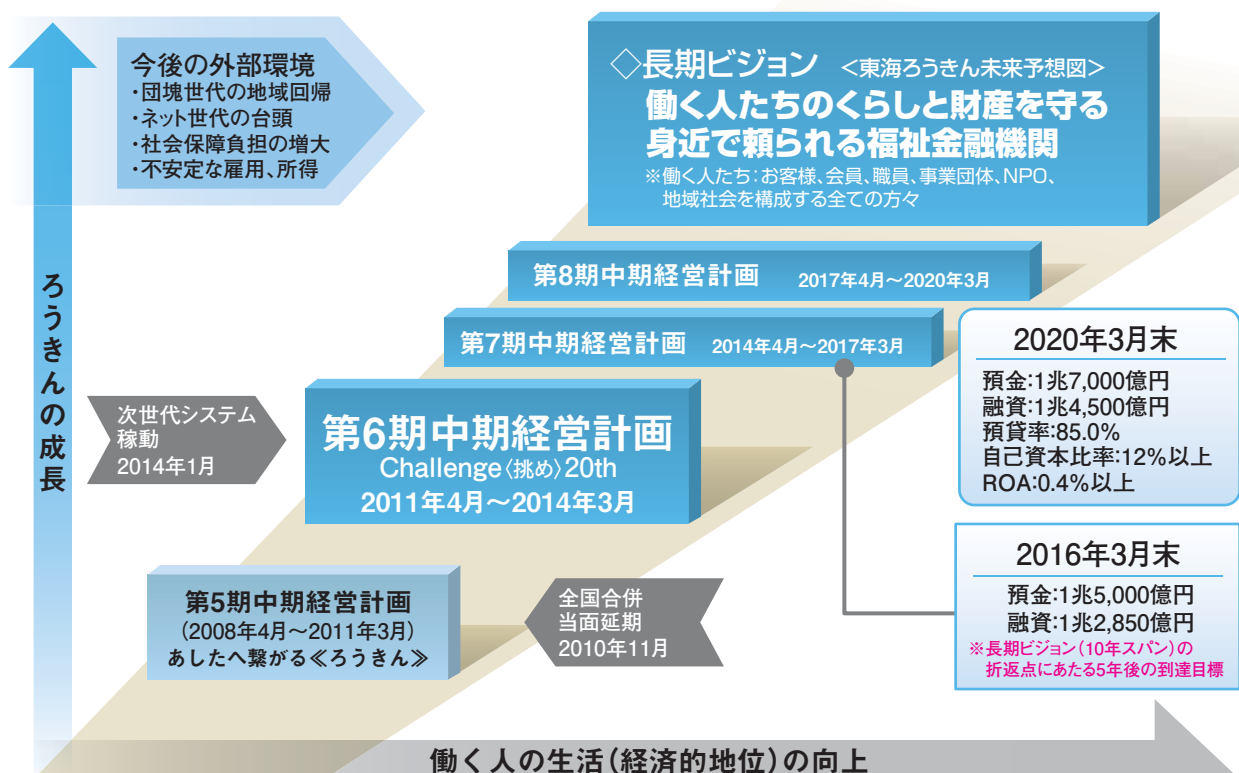 今後の外部環境
・団塊世代の地域回帰
・ネット世代の台頭
・社会保障負担の増大
・不安定な雇用、所得
◇長期ビジョン <東海ろうきん未来予想図>
働く人たちのくらしと財産を守る
身近で頼られる福祉金融機関
※働く人たち:お客様、会員、職員、事業団体、NPO、
地域社会を構成する全ての方々
第8期中期経営計画 2017年4月〜2020年3月
第7期中期経営計画 2014年4月〜2017年3月
ろうきんの成長
次世代システム
稼動
2014年1月
第6期中期経営計画
Challenge〈挑め〉20th
2011年4月〜2014年3月
2020年3月末
預金:1兆7,000億円
融資:1兆4,500億円
預貸率:85.0%
自己資本比率:12%以上
ROA:0.4%以上
第5期中期経営計画
(2008年4月〜2011年3月)
あしたへ繋がる≪ろうきん≫
全国合併
当面延期
2010年11月
2016年3月末
預金:1兆5,000億円
融資:1兆2,850億円
※長期ビジョン(10年スパン)の
折返点にあたる5年後の到達目標
働く人の生活(経済的地位)の向上